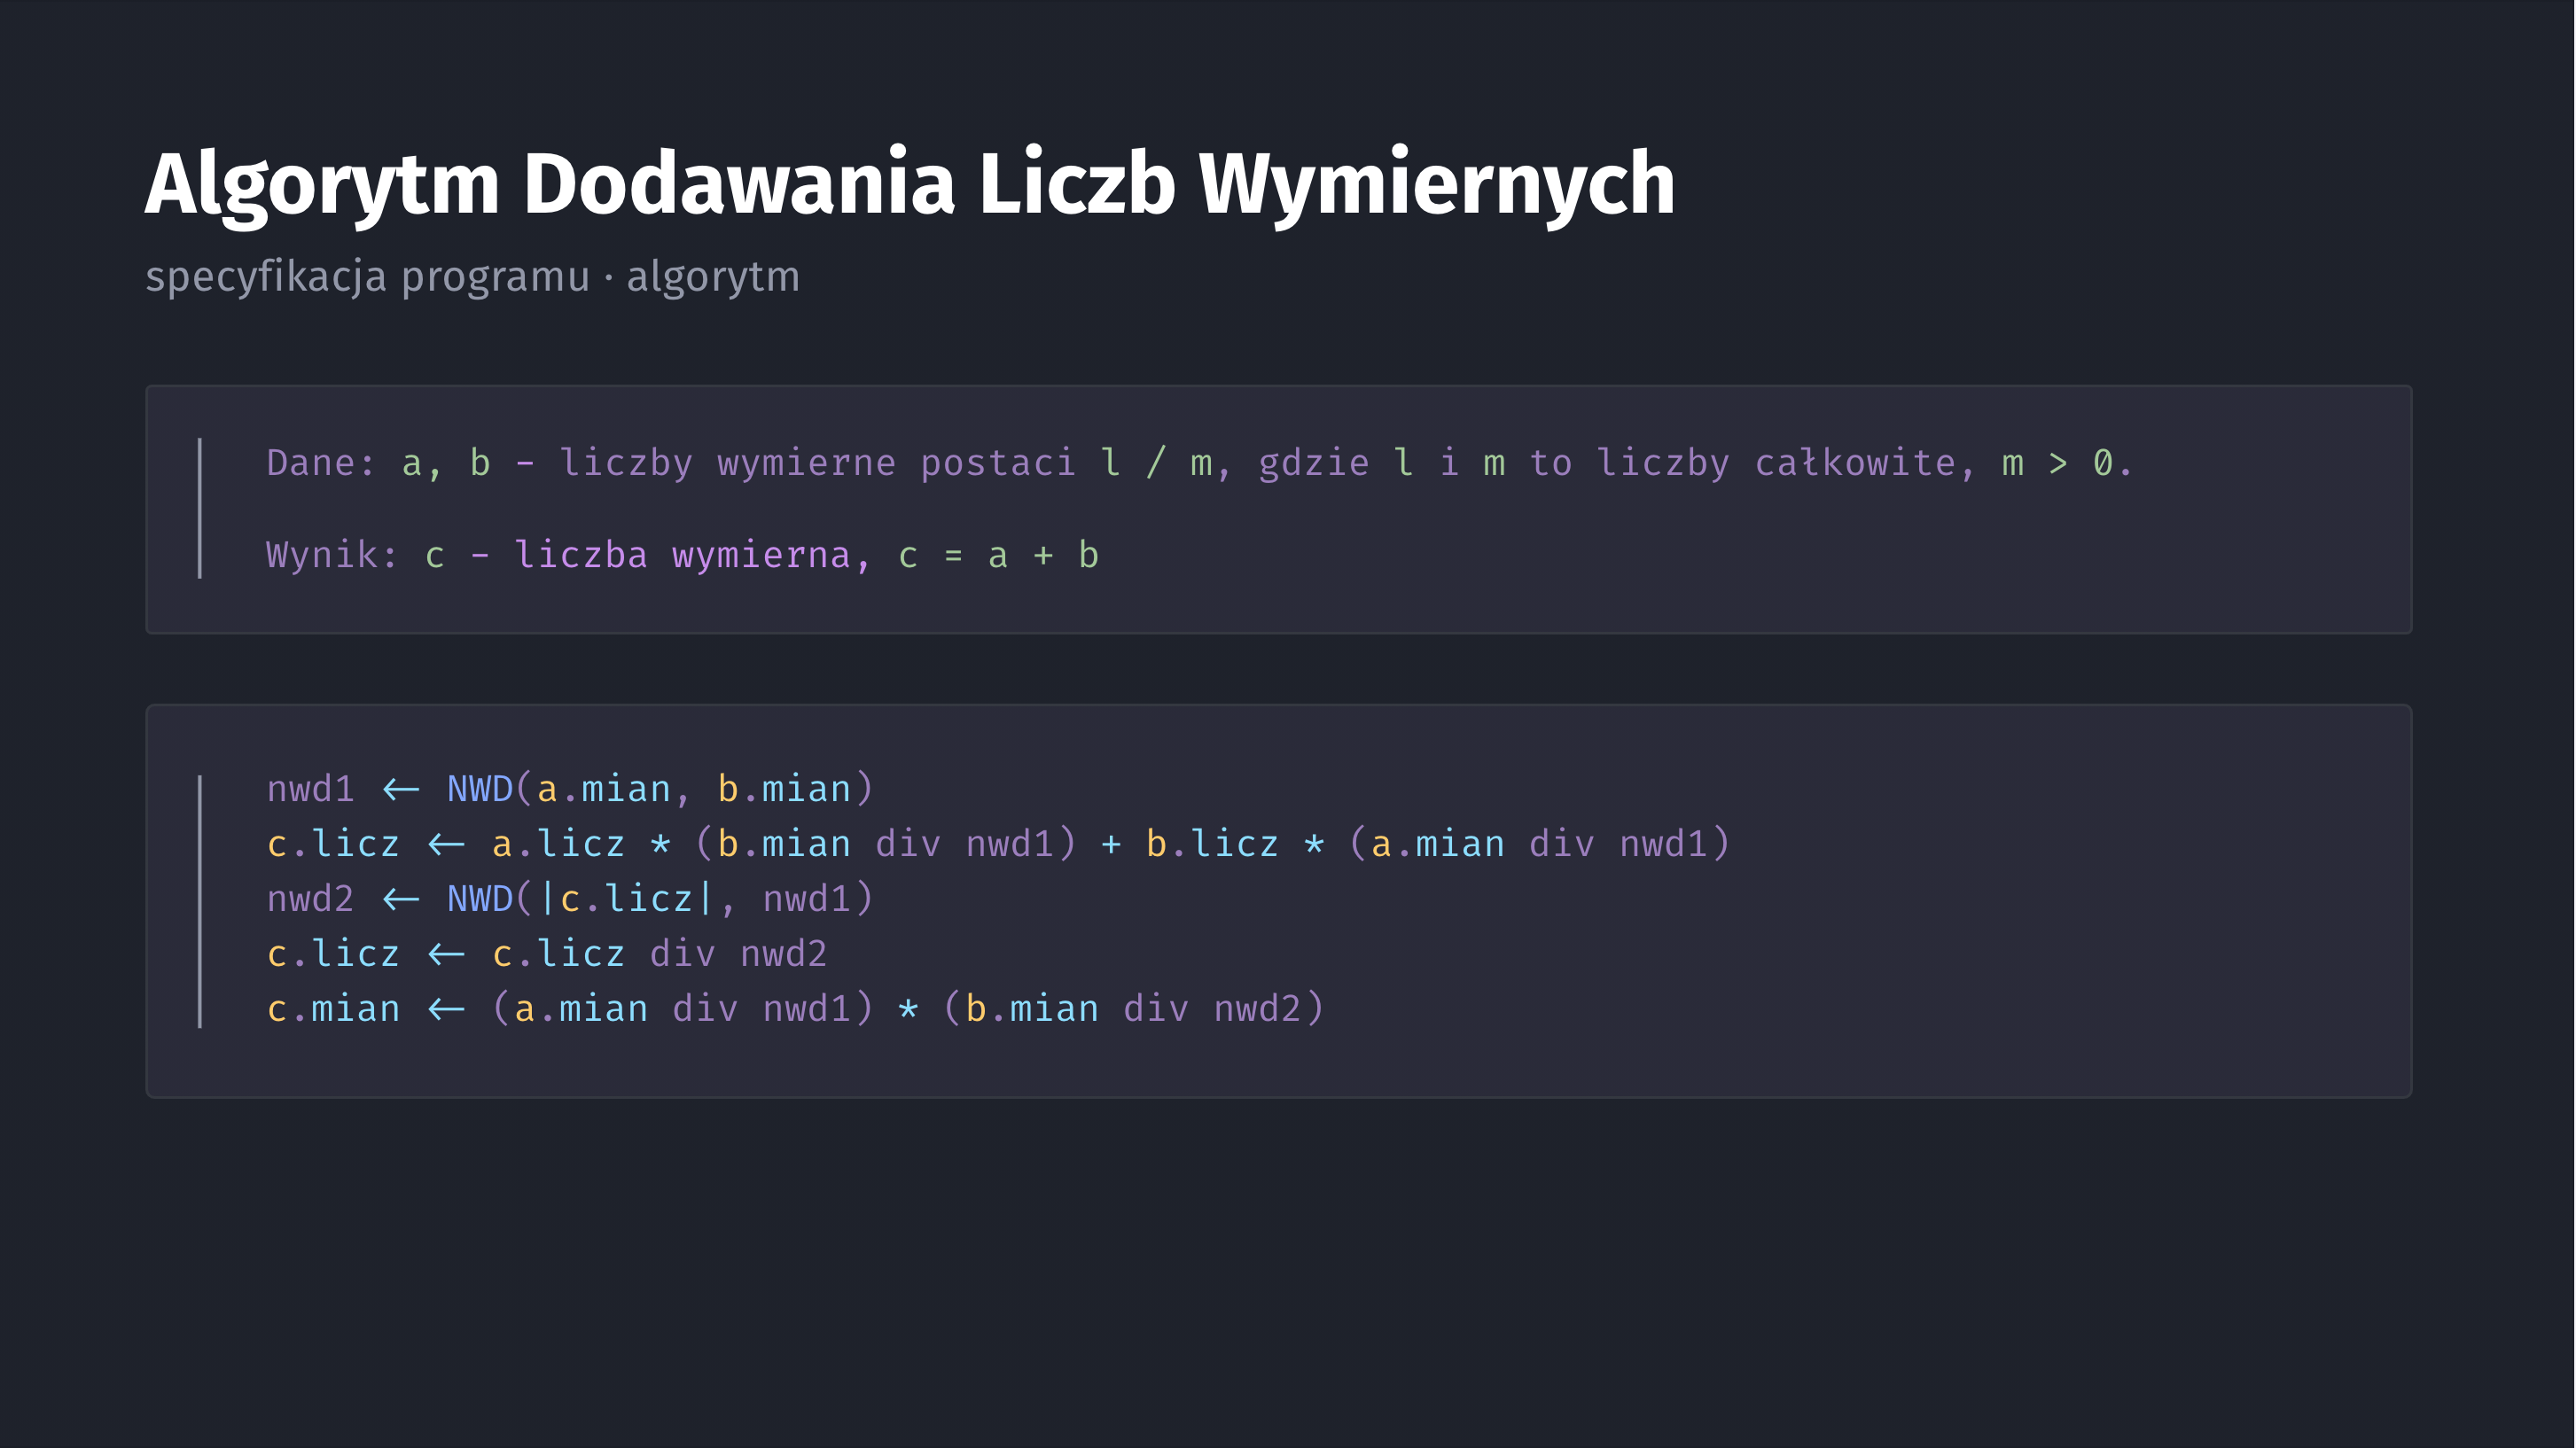 Algorytm Dodawania Liczb Wymiernych
specyfikacja programu · algorytm
Dane: a, b - liczby wymierne postaci l / m, gdzie l i m to liczby całkowite, m > 0.
Wynik: c - liczba wymierna, c = a + b
nwd1 ← NWD(a.mian, b.mian)
c.licz ← a.licz * (b.mian div nwd1) + b.licz * (a.mian div nwd1)
nwd2 ← NWD(|c.licz|, nwd1)
c.licz ← c.licz div nwd2
c.mian ← (a.mian div nwd1) * (b.mian div nwd2)